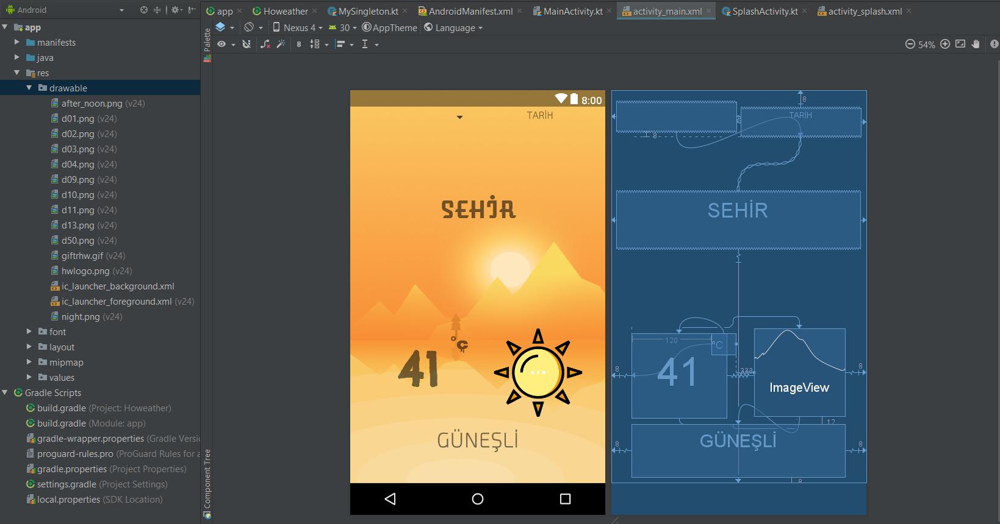 Android
app
Howeather
MySingleton.kt
AndroidManifest.xml
MainActivity.kt
activity_main.xml
SplashActivity.kt
activity_splash.xml
app
manifests
java
res
drawable
after_noon.png (v24)
d01.png (v24)
d02.png (v24)
d03.png (v24)
d04.png (v24)
d09.png (v24)
d10.png (v24)
d11.png (v24)
d13.png (v24)
d50.png (v24)
giftrhw.gif (v24)
hwlogo.png (v24)
ic_launcher_background.xml
ic_launcher_foreground.xml (v24)
night.png (v24)
font
layout
mipmap
values
Gradle Scripts
build.gradle (Project: Howeather)
build.gradle (Module: app)
gradle-wrapper.properties (Gradle Versi
proguard-rules.pro (ProGuard Rules for a
gradle.properties (Project Properties)
settings.gradle (Project Settings)
local.properties (SDK Location)
Palette
Component Tree
Nexus 4
30
AppTheme
Language
8
54%
8:00
TARİH
SEHİR
41
°Ç
GÜNEŞLİ
8
TARİH
8
SEHİR
120
°C
41
8
8
ImageView
12
GÜNEŞLİ
8
8
8